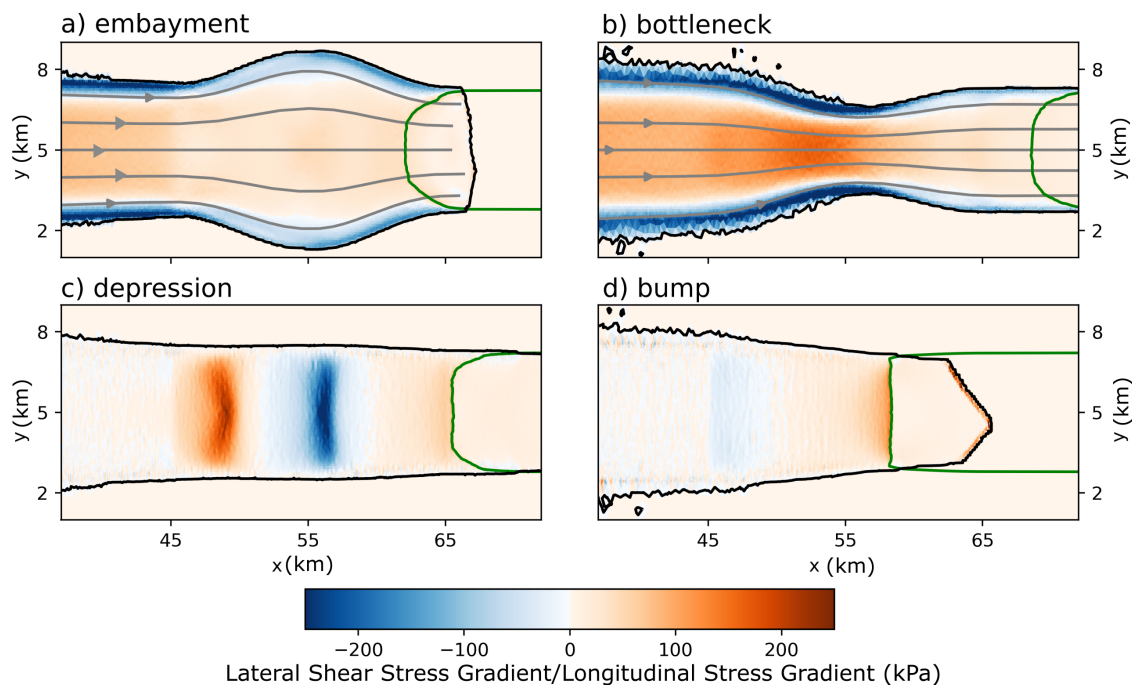 a) embayment
b) bottleneck
8
5
2
y (km)
8
5
2
y (km)
c) depression
d) bump
8
5
2
y (km)
8
5
2
y (km)
45
55
65
x (km)
45
55
65
x (km)
−200
−100
0
100
200
Lateral Shear Stress Gradient/Longitudinal Stress Gradient (kPa)